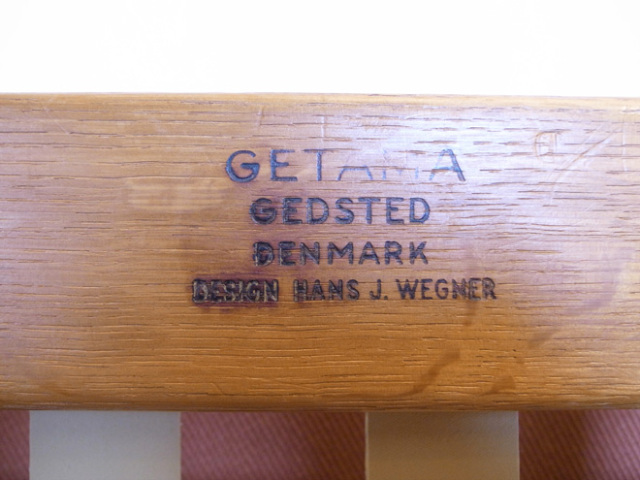 GETAMA
GEDSTED
DENMARK
DESIGN HANS J. WEGNER